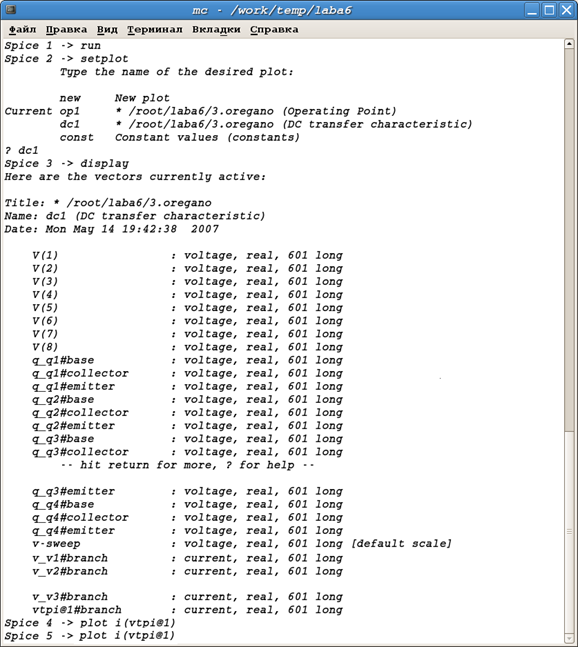 mc - /work/temp/laba6
Файл Правка Вид Терминал Вкладки Справка
Spice 1 -> run
Spice 2 -> setplot
Type the name of the desired plot:
new New plot
Current op1 * /root/laba6/3.oregano (Operating Point)
dc1 * /root/laba6/3.oregano (DC transfer characteristic)
const Constant values (constants)
? dc1
Spice 3 -> display
Here are the vectors currently active:
Title: * /root/laba6/3.oregano
Name: dc1 (DC transfer characteristic)
Date: Mon May 14 19:42:38 2007
V(1) : voltage, real, 601 long
V(2) : voltage, real, 601 long
V(3) : voltage, real, 601 long
V(4) : voltage, real, 601 long
V(5) : voltage, real, 601 long
V(6) : voltage, real, 601 long
V(7) : voltage, real, 601 long
V(8) : voltage, real, 601 long
q_q1#base : voltage, real, 601 long
q_q1#collector : voltage, real, 601 long
q_q1#emitter : voltage, real, 601 long
q_q2#base : voltage, real, 601 long
q_q2#collector : voltage, real, 601 long
q_q2#emitter : voltage, real, 601 long
q_q3#base : voltage, real, 601 long
q_q3#collector : voltage, real, 601 long
-- hit return for more, ? for help --
q_q3#emitter : voltage, real, 601 long
q_q4#base : voltage, real, 601 long
q_q4#collector : voltage, real, 601 long
q_q4#emitter : voltage, real, 601 long
v-sweep : voltage, real, 601 long [default scale]
v_v1#branch : current, real, 601 long
v_v2#branch : current, real, 601 long
v_v3#branch : current, real, 601 long
vtpi@1#branch : current, real, 601 long
Spice 4 -> plot i(vtpi@1)
Spice 5 -> plot i(vtpi@1)